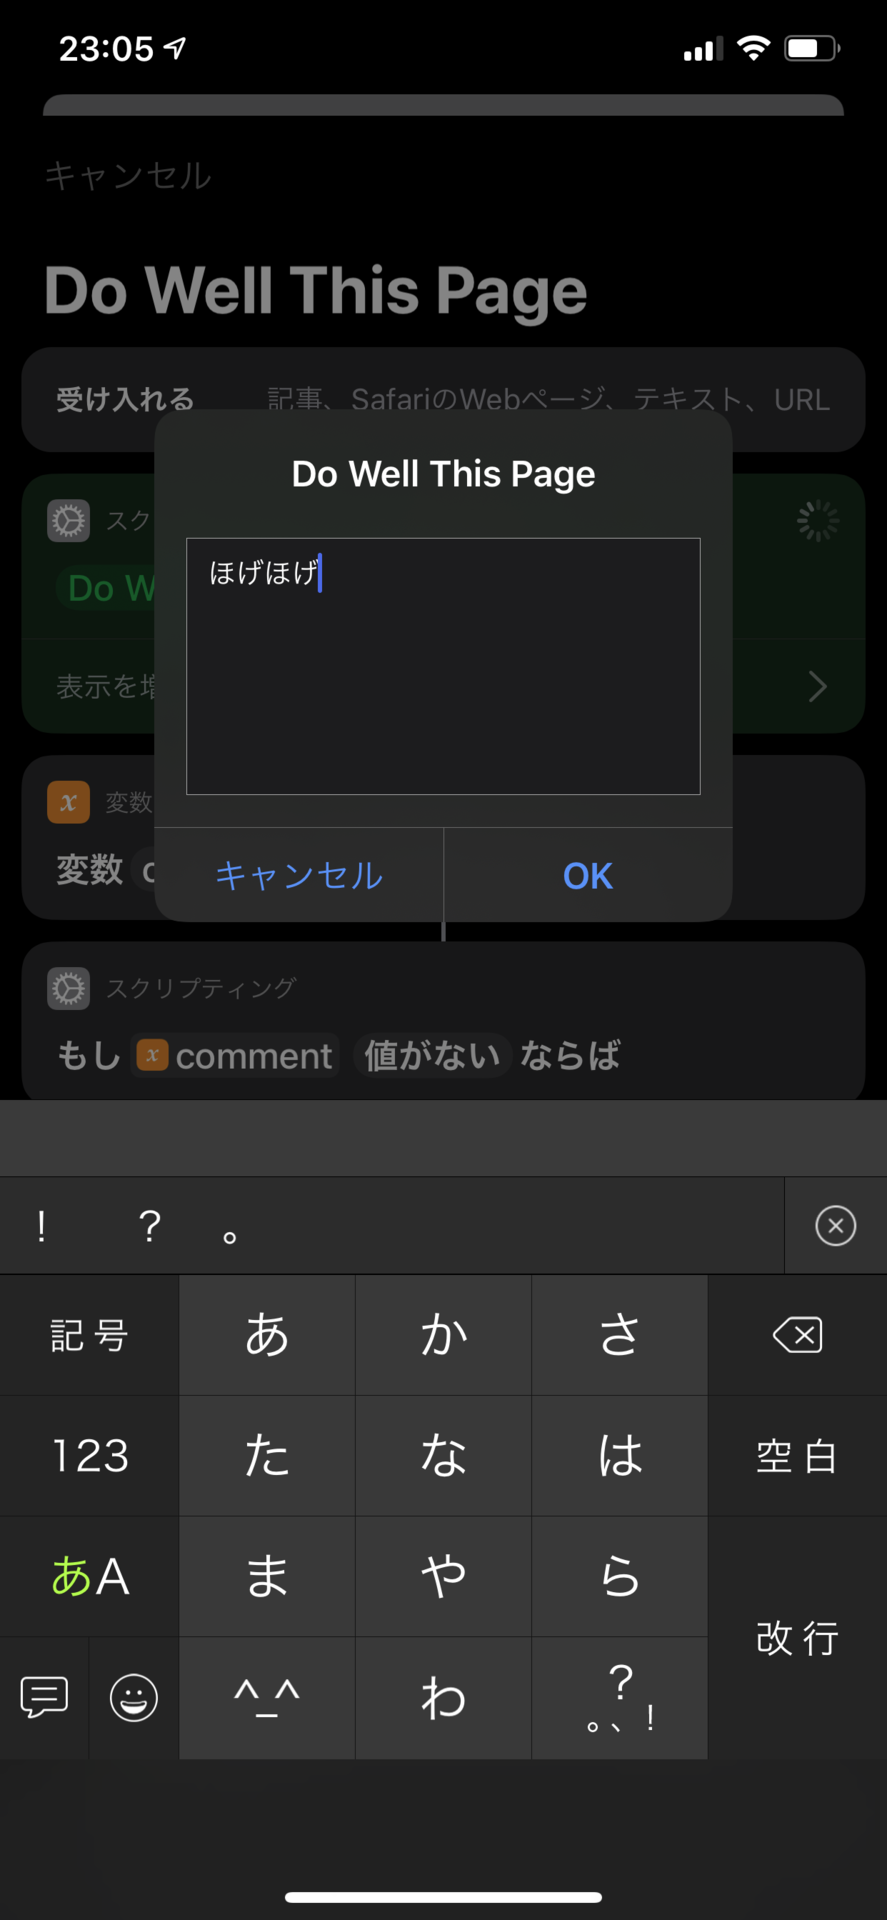 23:05
キャンセル
Do Well This Page
受け入れる 記事、SafariのWebページ、テキスト、URL
Do Well This Page
スク
ほげほげ
Do W
表示を増
変数
変数
キャンセル OK
スクリプティング
もし x comment 値がない ならば
! ? 。
記号 あ か さ
123 た な は 空白
あA ま や ら 改行
^_^ わ ?
。、!